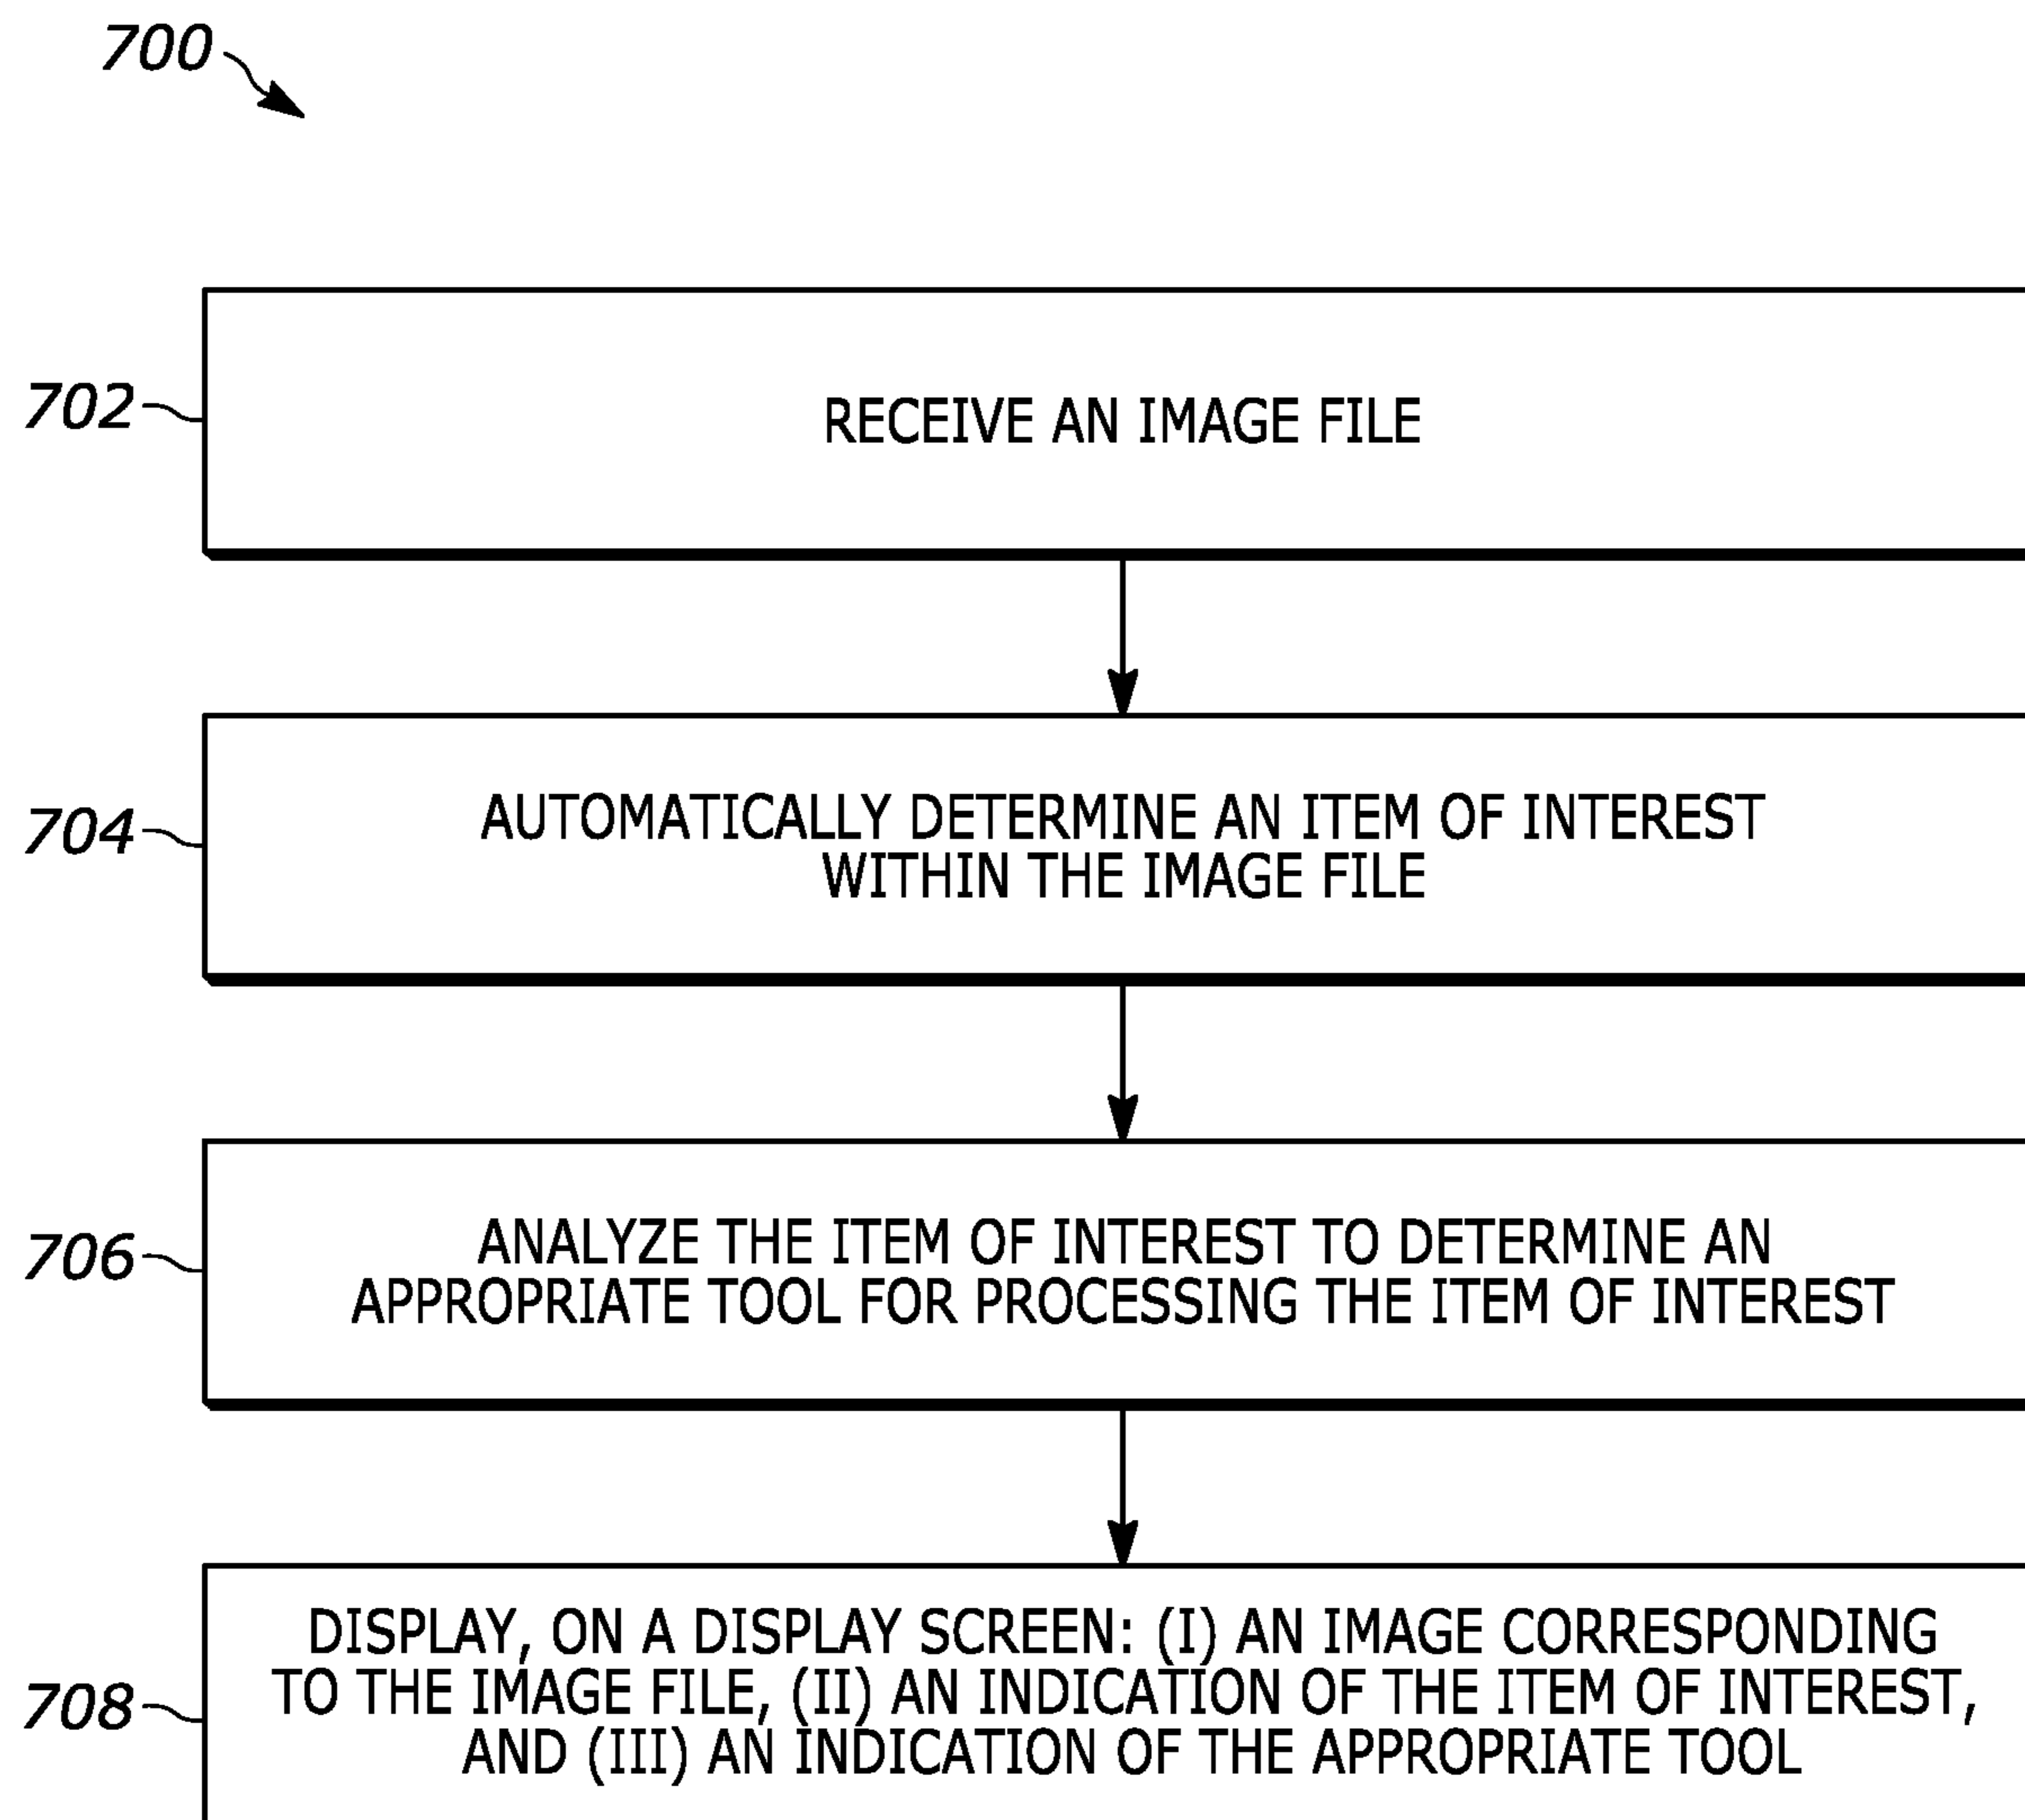 700
702
RECEIVE AN IMAGE FILE
704
AUTOMATICALLY DETERMINE AN ITEM OF INTEREST
WITHIN THE IMAGE FILE
706
ANALYZE THE ITEM OF INTEREST TO DETERMINE AN
APPROPRIATE TOOL FOR PROCESSING THE ITEM OF INTEREST
708
DISPLAY, ON A DISPLAY SCREEN: (I) AN IMAGE CORRESPONDING
TO THE IMAGE FILE, (II) AN INDICATION OF THE ITEM OF INTEREST,
AND (III) AN INDICATION OF THE APPROPRIATE TOOL